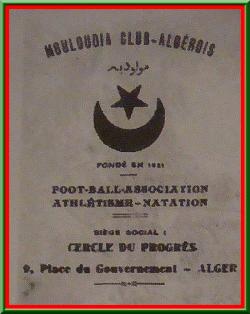 MOULOUDIA CLUB-ALGÉROIS
مولوديه
FONDÉ EN 1921
FOOT-BALL-ASSOCIATION
ATHLÉTISME-NATATION
SIÈGE SOCIAL :
CERCLE DU PROGRÈS
9, Place du Gouvernement - ALGER